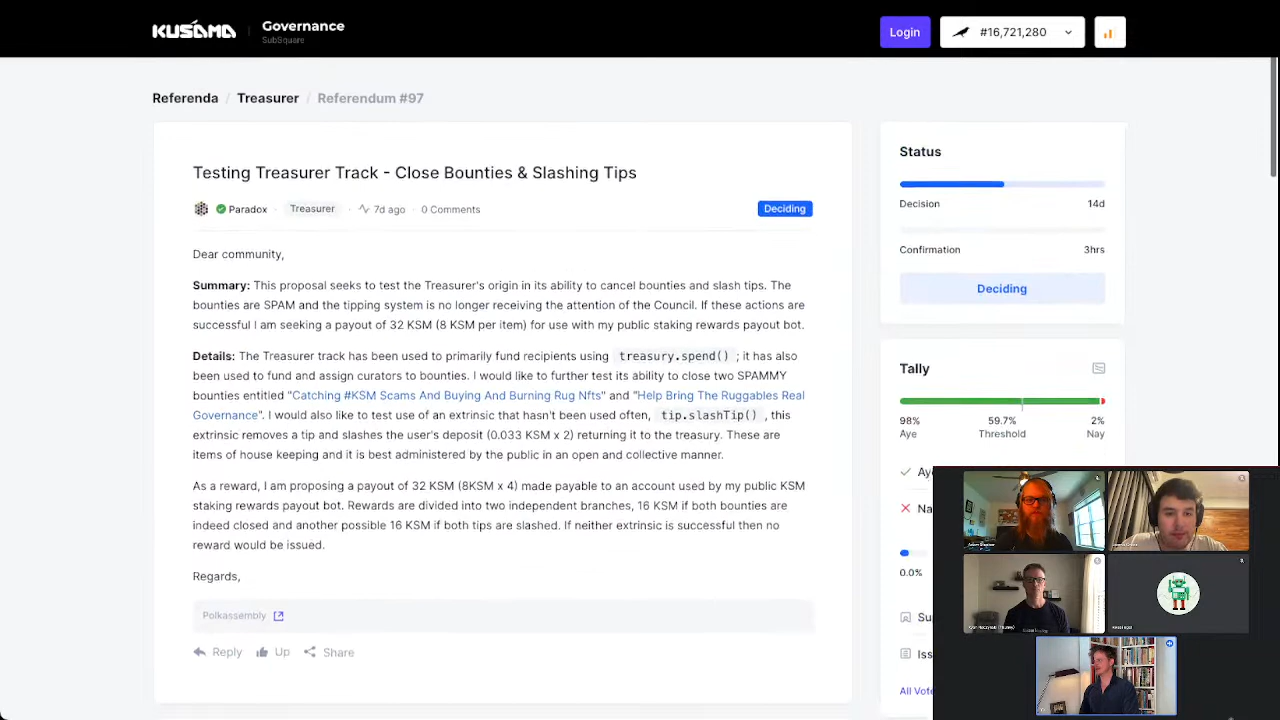 KUSAMA
Governance
SubSquare
Login
#16,721,280
Referenda / Treasurer / Referendum #97
Testing Treasurer Track - Close Bounties & Slashing Tips
Paradox · Treasurer · 7d ago · 0 Comments
Deciding
Dear community,
Summary: This proposal seeks to test the Treasurer's origin in its ability to cancel bounties and slash tips. The
bounties are SPAM and the tipping system is no longer receiving the attention of the Council. If these actions are
successful I am seeking a payout of 32 KSM (8 KSM per item) for use with my public staking rewards payout bot.
Details: The Treasurer track has been used to primarily fund recipients using treasury.spend() ; it has also
been used to fund and assign curators to bounties. I would like to further test its ability to close two SPAMMY
bounties entitled "Catching #KSM Scams And Buying And Burning Rug Nfts" and "Help Bring The Ruggables Real
Governance". I would also like to test use of an extrinsic that hasn't been used often, tip.slashTip() , this
extrinsic removes a tip and slashes the user's deposit (0.033 KSM x 2) returning it to the treasury. These are
items of house keeping and it is best administered by the public in an open and collective manner.
As a reward, I am proposing a payout of 32 KSM (8KSM x 4) made payable to an account used by my public KSM
staking rewards payout bot. Rewards are divided into two independent branches, 16 KSM if both bounties are
indeed closed and another possible 16 KSM if both tips are slashed. If neither extrinsic is successful then no
reward would be issued.
Regards,
Polkassembly
Reply Up Share
Status
Decision 14d
Confirmation 3hrs
Deciding
Tally
98% 59.7% 2%
Aye Threshold Nay
Ay
Na
0.0%
Su
Iss
All Vote